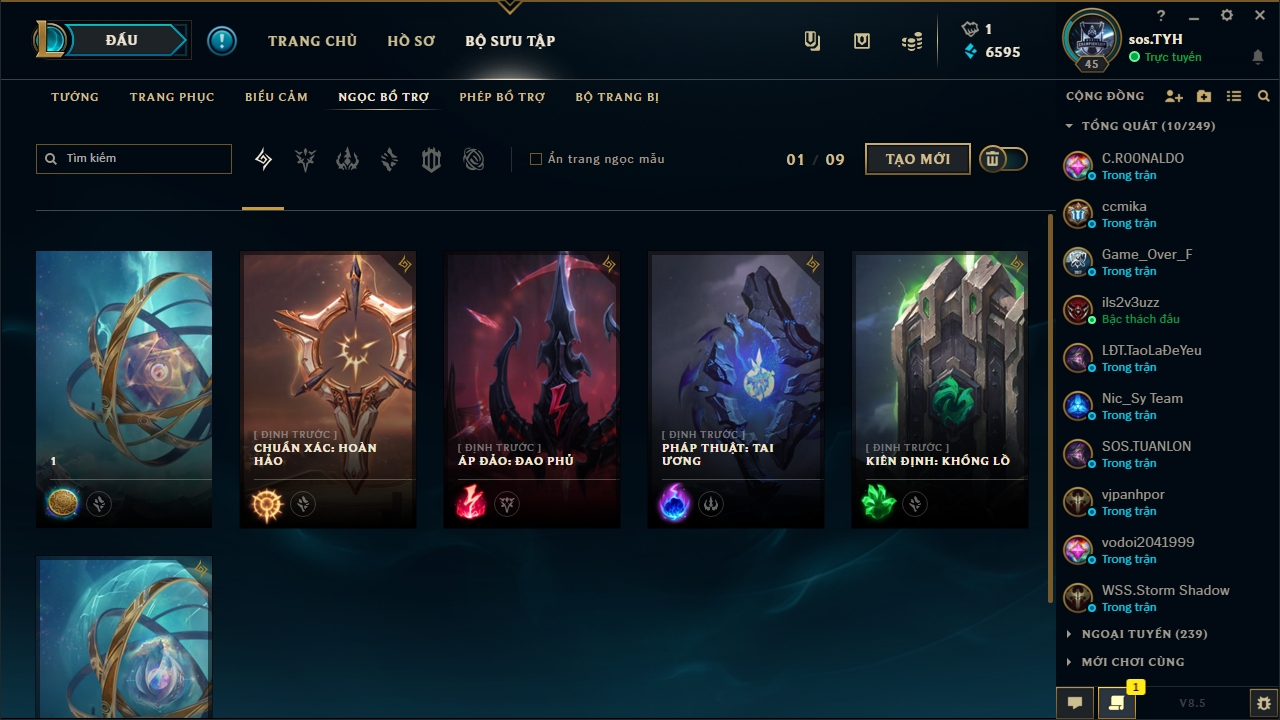 ĐẤU
TRANG CHỦ
HỒ SƠ
BỘ SƯU TẬP
1
6595
?
sos.TYH
Trực tuyến
45
TƯỚNG
TRANG PHỤC
BIỂU CẢM
NGỌC BỔ TRỢ
PHÉP BỔ TRỢ
BỘ TRANG BỊ
Tìm kiếm
Ẩn trang ngọc mẫu
01 / 09
TẠO MỚI
1
[ ĐỊNH TRƯỚC ]
CHUẨN XÁC: HOÀN
HẢO
[ ĐỊNH TRƯỚC ]
ÁP ĐẢO: ĐAO PHỦ
[ ĐỊNH TRƯỚC ]
PHÁP THUẬT: TAI
ƯƠNG
[ ĐỊNH TRƯỚC ]
KIÊN ĐỊNH: KHỔNG LỒ
CỘNG ĐỒNG
TỔNG QUÁT (10/249)
C.R00NALDO
Trong trận
ccmika
Trong trận
Game_Over_F
Trong trận
ils2v3uzz
Bậc thách đấu
LĐT.TaoLaĐeYeu
Trong trận
Nic_Sy Team
Trong trận
SOS.TUANLON
Trong trận
vjpanhpor
Trong trận
vodoi2041999
Trong trận
WSS.Storm Shadow
Trong trận
NGOẠI TUYẾN (239)
MỚI CHƠI CÙNG
1
V8.5